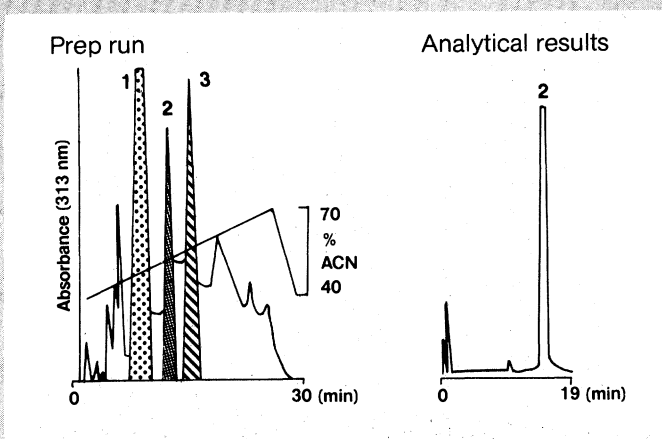 Prep run
1
2
3
Absorbance (313 nm)
70
%
ACN
40
0
30 (min)
Analytical results
2
0
19 (min)